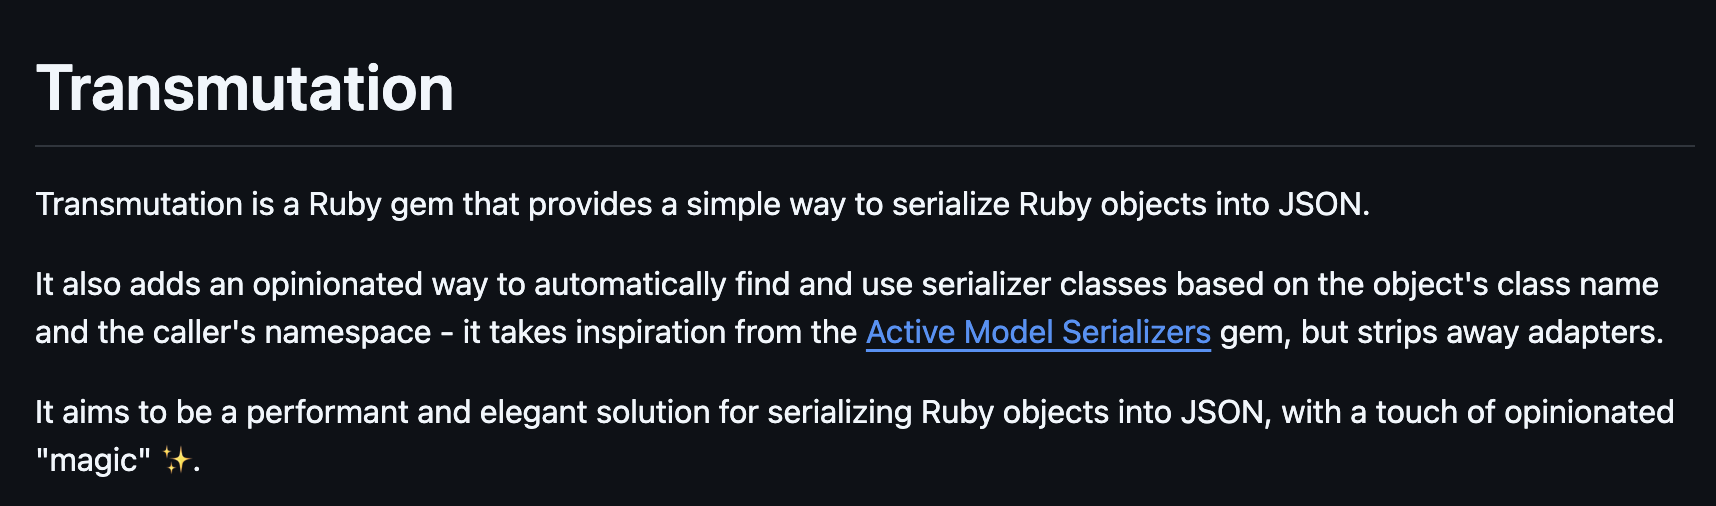 Transmutation
Transmutation is a Ruby gem that provides a simple way to serialize Ruby objects into JSON.
It also adds an opinionated way to automatically find and use serializer classes based on the object's class name
and the caller's namespace - it takes inspiration from the Active Model Serializers gem, but strips away adapters.
It aims to be a performant and elegant solution for serializing Ruby objects into JSON, with a touch of opinionated
"magic" ✨.